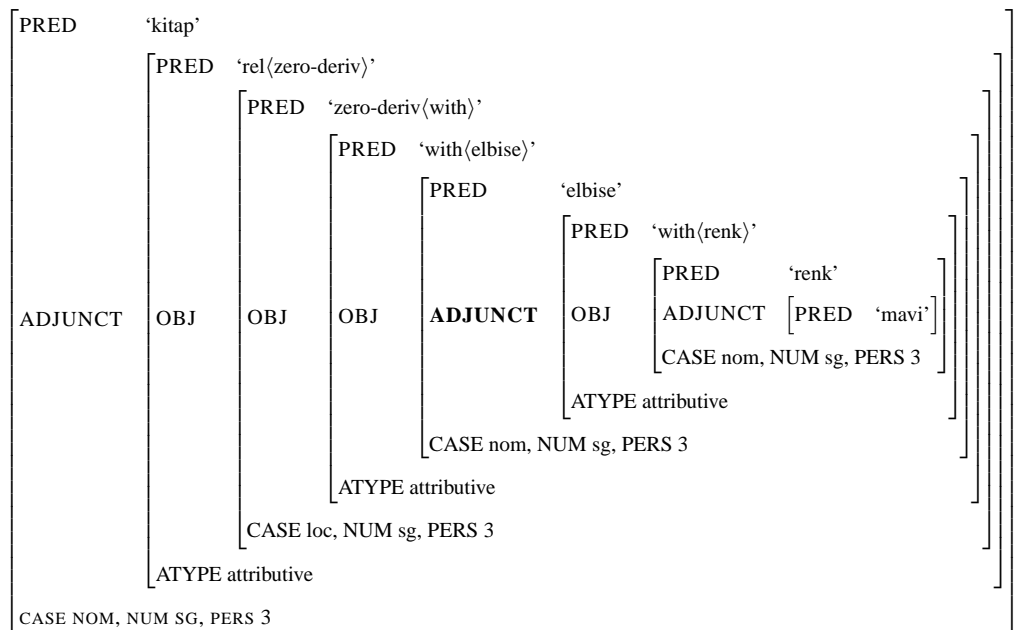 PRED ‘kitap’
PRED ‘rel⟨zero-deriv⟩’
PRED ‘zero-deriv⟨with⟩’
PRED ‘with⟨elbise⟩’
PRED ‘elbise’
PRED ‘with⟨renk⟩’
PRED ‘renk’
ADJUNCT OBJ OBJ OBJ ADJUNCT OBJ ADJUNCT [PRED ‘mavi’]
CASE nom, NUM sg, PERS 3
ATYPE attributive
CASE nom, NUM sg, PERS 3
ATYPE attributive
CASE loc, NUM sg, PERS 3
ATYPE attributive
CASE NOM, NUM SG, PERS 3